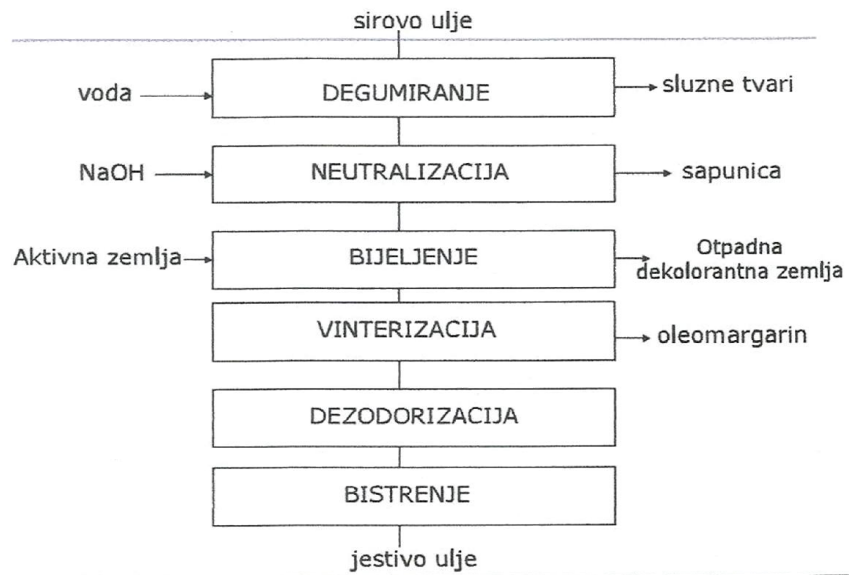 sirovo ulje
voda
DEGUMIRANJE
sluzne tvari
NaOH
NEUTRALIZACIJA
sapunica
Aktivna zemlja
BIJELJENJE
Otpadna
dekolorantna zemlja
VINTERIZACIJA
oleomargarin
DEZODORIZACIJA
BISTRENJE
jestivo ulje